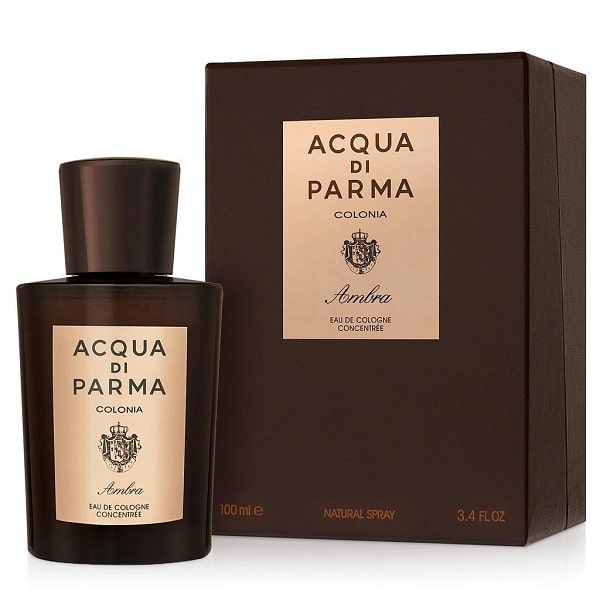 ACQUA
DI
PARMA
COLONIA
Ambra
EAU DE COLOGNE
CONCENTRÉE
100 ml e
NATURAL SPRAY
3.4 FL OZ
ACQUA
DI
PARMA
COLONIA
Ambra
EAU DE COLOGNE
CONCENTRÉE